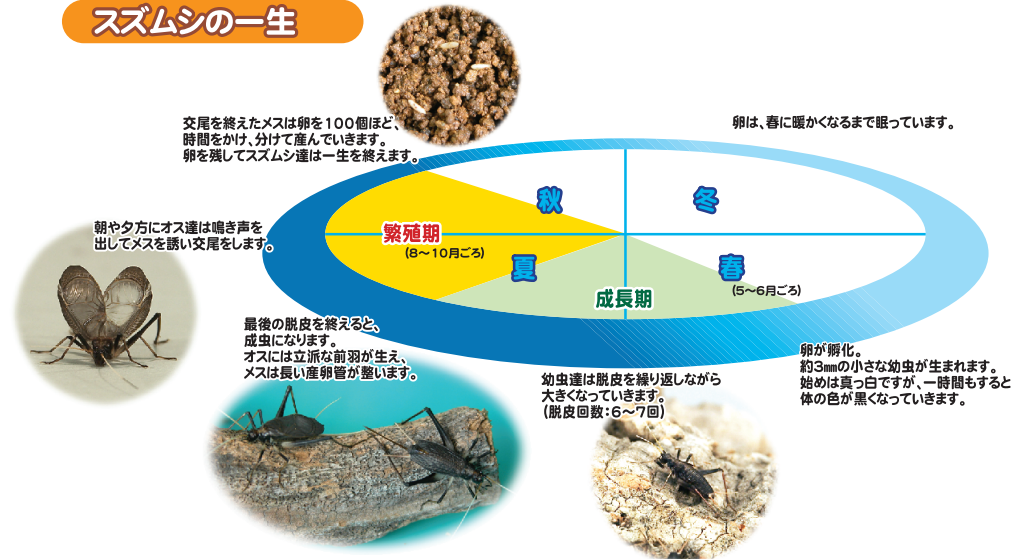 スズムシの一生
交尾を終えたメスは卵を100個ほど、
時間をかけ、分けて産んでいきます。
卵を残してスズムシ達は一生を終えます。
卵は、春に暖かくなるまで眠っています。
朝や夕方にオス達は鳴き声を
出してメスを誘い交尾をします。
秋
冬
繁殖期
(8〜10月ごろ)
夏
春
(5〜6月ごろ)
成長期
最後の脱皮を終えると、
成虫になります。
オスには立派な前羽が生え、
メスは長い産卵管が整います。
幼虫達は脱皮を繰り返しながら
大きくなっていきます。
(脱皮回数:6〜7回)
卵が孵化。
約3㎜の小さな幼虫が生まれます。
始めは真っ白ですが、一時間もすると
体の色が黒くなっていきます。